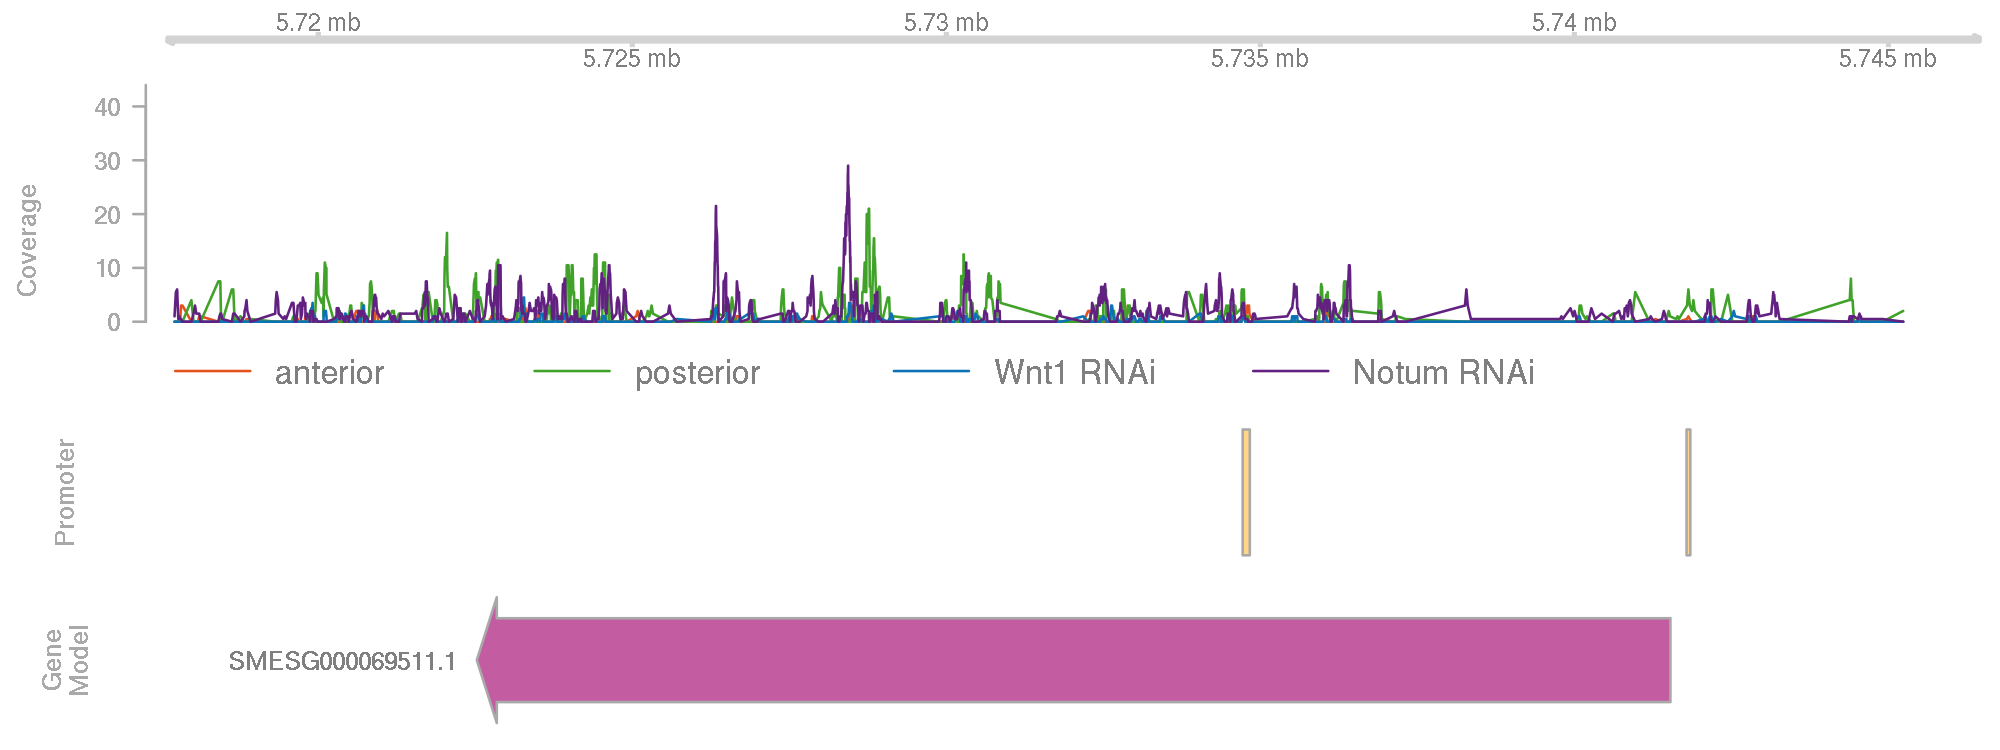 5.72 mb 5.73 mb 5.74 mb
5.725 mb 5.735 mb 5.745 mb
Coverage
40
30
20
10
0
anterior posterior Wnt1 RNAi Notum RNAi
Promoter
Gene
Model
SMESG000069511.1